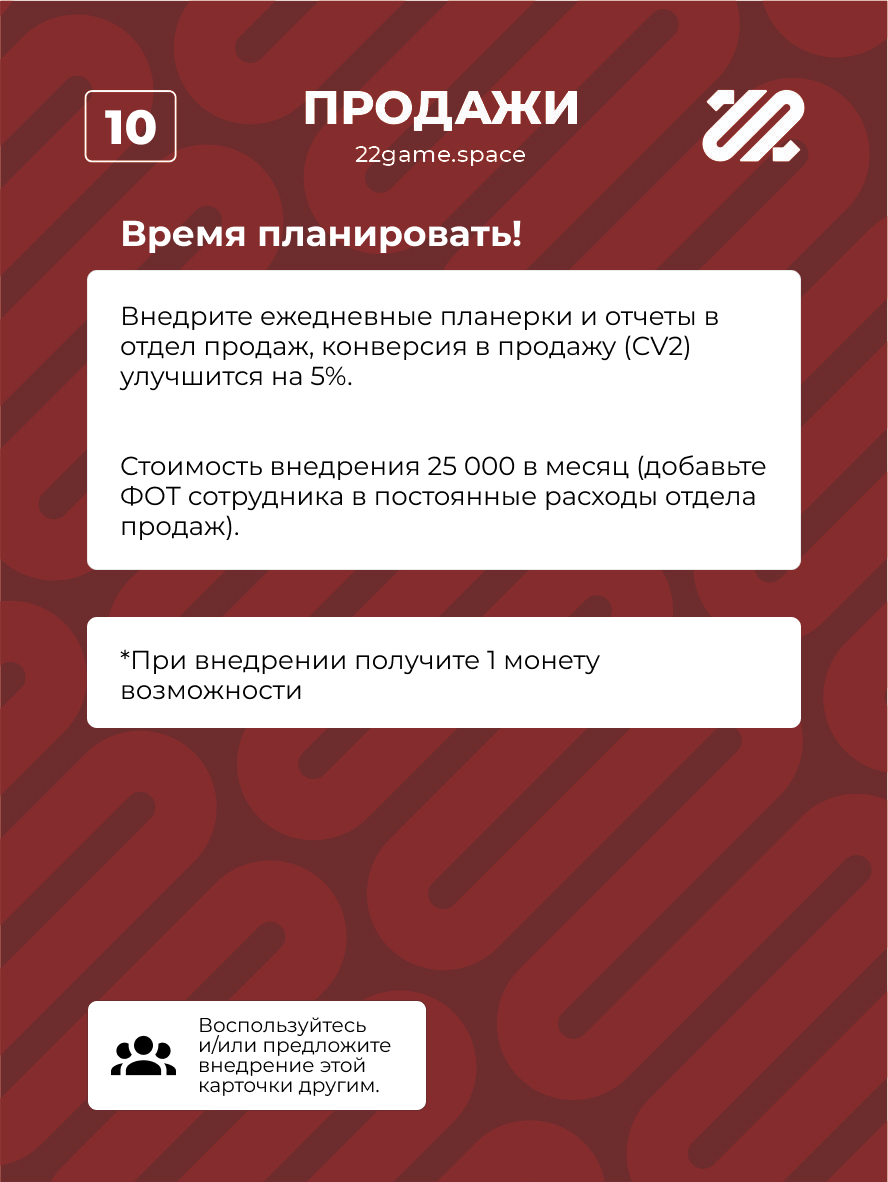 10
ПРОДАЖИ
22game.space
Время планировать!
Внедрите ежедневные планерки и отчеты в
отдел продаж, конверсия в продажу (CV2)
улучшится на 5%.
Стоимость внедрения 25 000 в месяц (добавьте
ФОТ сотрудника в постоянные расходы отдела
продаж).
*При внедрении получите 1 монету
возможности
Воспользуйтесь
и/или предложите
внедрение этой
карточки другим.